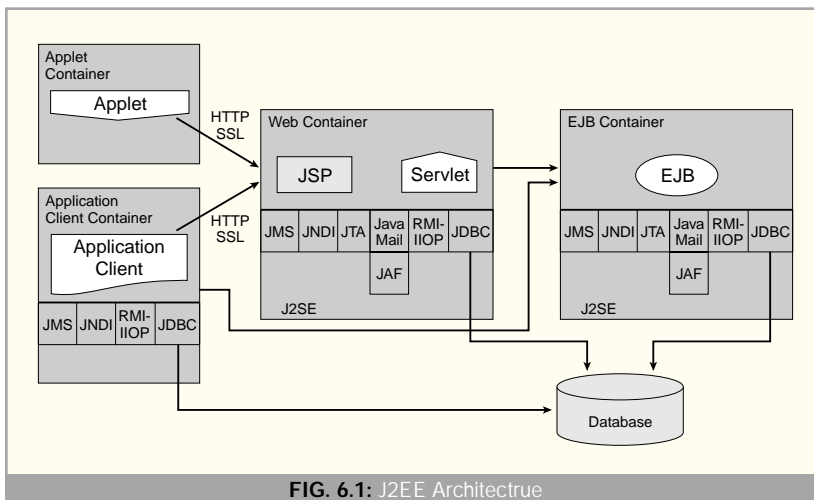 Applet
Container
Applet
HTTP
SSL
Application
Client Container
Application
Client
HTTP
SSL
JMS JNDI RMI-IIOP JDBC
Web Container
JSP
Servlet
JMS JNDI JTA Java Mail RMI-IIOP JDBC
JAF
J2SE
EJB Container
EJB
JMS JNDI JTA Java Mail RMI-IIOP JDBC
JAF
J2SE
Database
FIG. 6.1: J2EE Architectrue